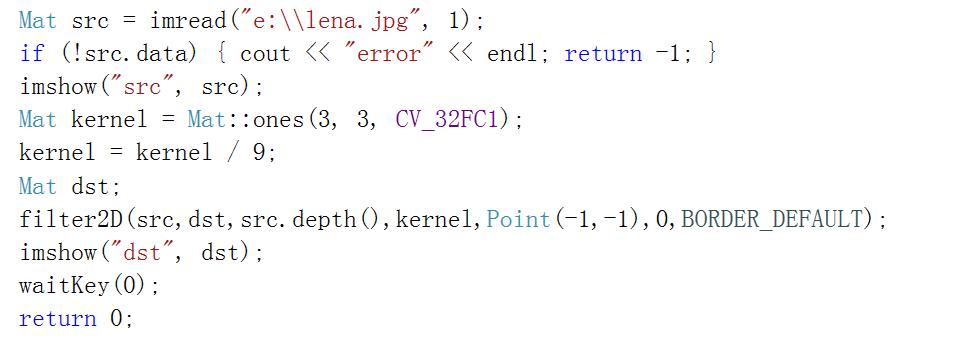 Mat src = imread("e:\\lena.jpg", 1);
if (!src.data) { cout << "error" << endl; return -1; }
imshow("src", src);
Mat kernel = Mat::ones(3, 3, CV_32FC1);
kernel = kernel / 9;
Mat dst;
filter2D(src,dst,src.depth(),kernel,Point(-1,-1),0,BORDER_DEFAULT);
imshow("dst", dst);
waitKey(0);
return 0;